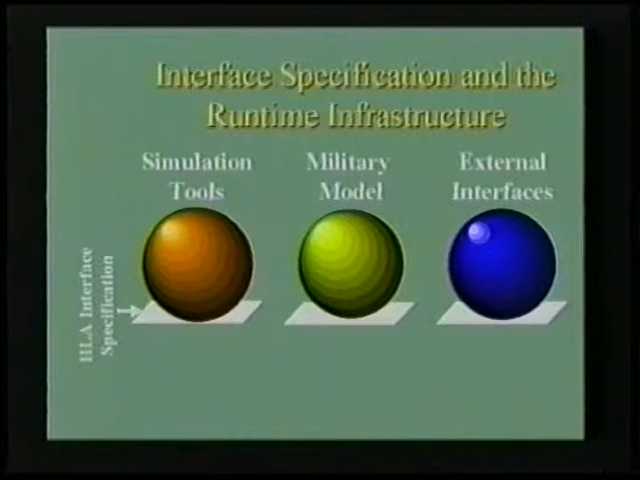 Interface Specification and the
Runtime Infrastructure
Simulation
Tools
Military
Model
External
Interfaces
HLA Interface
Specification